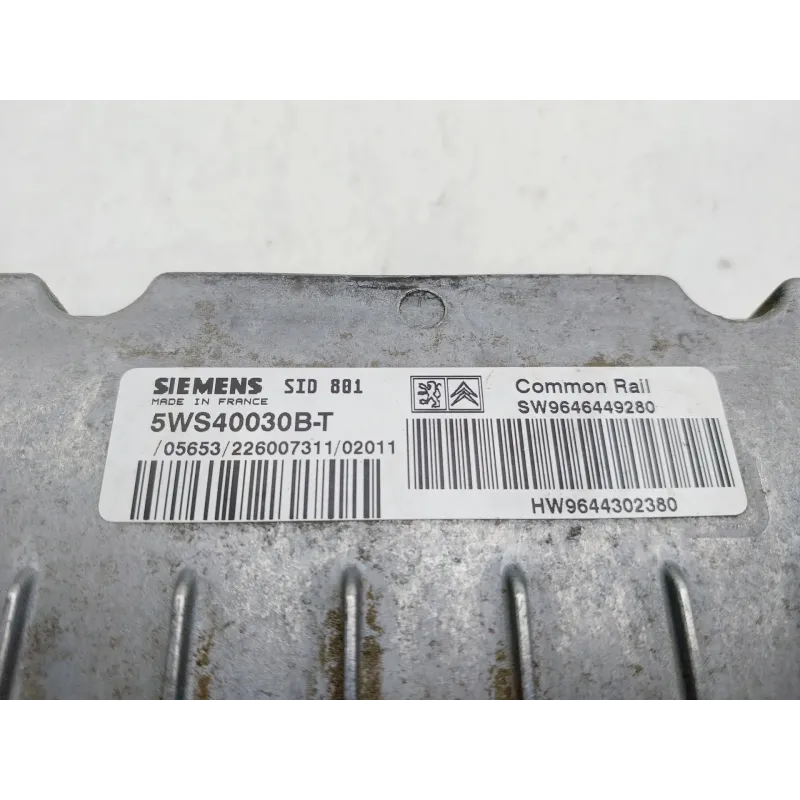 SIEMENS SID 801
MADE IN FRANCE
5WS40030B-T
/05653/226007311/02011
Common Rail
SW9646449280
HW9644302380